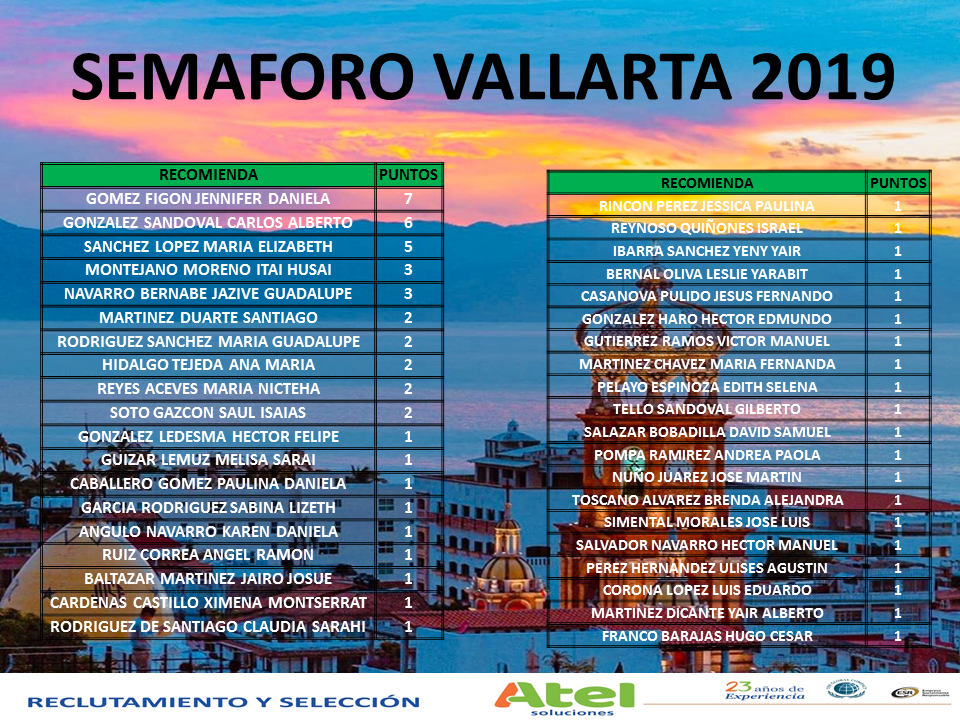 SEMAFORO VALLARTA 2019
RECOMIENDA PUNTOS
GOMEZ FIGON JENNIFER DANIELA 7
GONZALEZ SANDOVAL CARLOS ALBERTO 6
SANCHEZ LOPEZ MARIA ELIZABETH 5
MONTEJANO MORENO ITAI HUSAI 3
NAVARRO BERNABE JAZIVE GUADALUPE 3
MARTINEZ DUARTE SANTIAGO 2
RODRIGUEZ SANCHEZ MARIA GUADALUPE 2
HIDALGO TEJEDA ANA MARIA 2
REYES ACEVES MARIA NICTEHA 2
SOTO GAZCON SAUL ISAIAS 2
GONZALEZ LEDESMA HECTOR FELIPE 1
GUIZAR LEMUZ MELISA SARAI 1
CABALLERO GOMEZ PAULINA DANIELA 1
GARCIA RODRIGUEZ SABINA LIZETH 1
ANGULO NAVARRO KAREN DANIELA 1
RUIZ CORREA ANGEL RAMON 1
BALTAZAR MARTINEZ JAIRO JOSUE 1
CARDENAS CASTILLO XIMENA MONTSERRAT 1
RODRIGUEZ DE SANTIAGO CLAUDIA SARAHI 1
RECOMIENDA PUNTOS
RINCON PEREZ JESSICA PAULINA 1
REYNOSO QUIÑONES ISRAEL 1
IBARRA SANCHEZ YENY YAIR 1
BERNAL OLIVA LESLIE YARABIT 1
CASANOVA PULIDO JESUS FERNANDO 1
GONZALEZ HARO HECTOR EDMUNDO 1
GUTIERREZ RAMOS VICTOR MANUEL 1
MARTINEZ CHAVEZ MARIA FERNANDA 1
PELAYO ESPINOZA EDITH SELENA 1
TELLO SANDOVAL GILBERTO 1
SALAZAR BOBADILLA DAVID SAMUEL 1
POMPA RAMIREZ ANDREA PAOLA 1
NUÑO JUAREZ JOSE MARTIN 1
TOSCANO ALVAREZ BRENDA ALEJANDRA 1
SIMENTAL MORALES JOSE LUIS 1
SALVADOR NAVARRO HECTOR MANUEL 1
PEREZ HERNANDEZ ULISES AGUSTIN 1
CORONA LOPEZ LUIS EDUARDO 1
MARTINEZ DICANTE YAIR ALBERTO 1
FRANCO BARAJAS HUGO CESAR 1
RECLUTAMIENTO Y SELECCIÓN
Atel
soluciones
23 años de
Experiencia
ESR